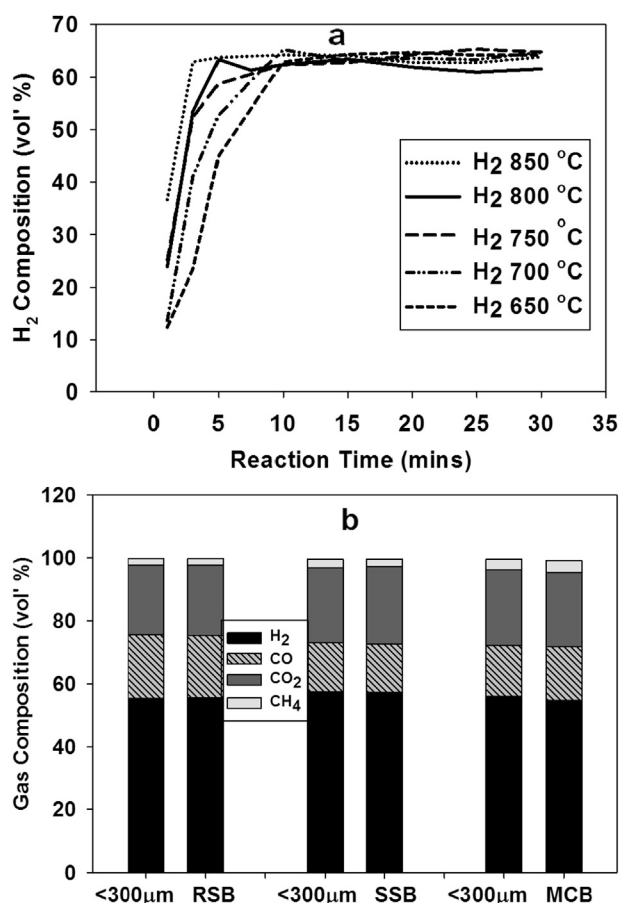 a
70
60
50
40
30
20
10
0
H2 Composition (vol' %)
H2 850 °C
H2 800 °C
H2 750 °C
H2 700 °C
H2 650 °C
0 5 10 15 20 25 30 35
Reaction Time (mins)
b
120
100
80
60
40
20
0
Gas Composition (vol' %)
H2
CO
CO2
CH4
<300μm RSB <300μm SSB <300μm MCB